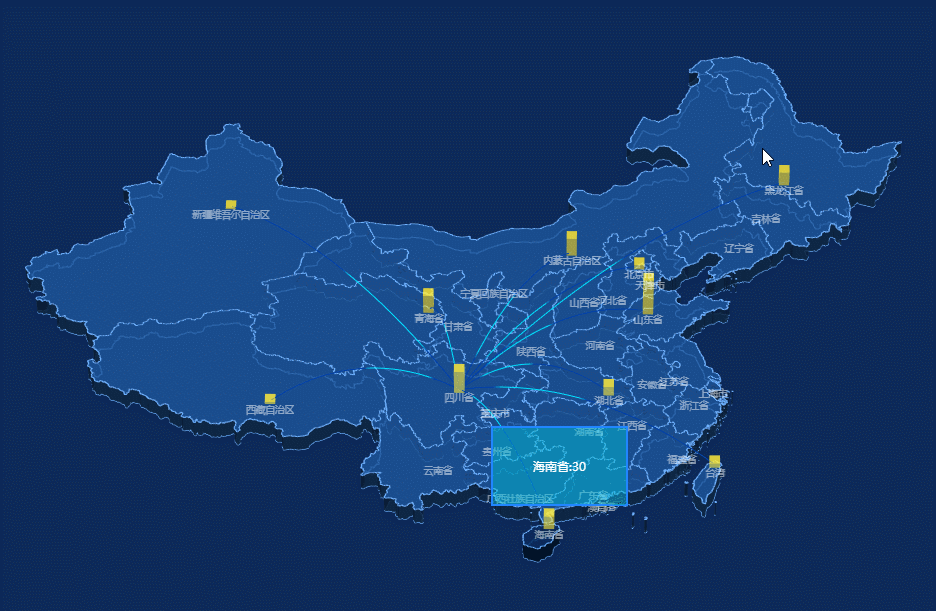 黑龙江省
新疆维吾尔自治区
吉林省
辽宁省
内蒙古自治区
北京市
天津市
宁夏回族自治区
山西省
河北省
青海省
甘肃省
山东省
陕西省
河南省
四川省
湖北省
安徽省
江苏省
上海市
浙江省
西藏自治区
重庆市
湖南省
江西省
贵州省
云南省
海南省:30
福建省
台湾
广西壮族自治区
广东省
海南省